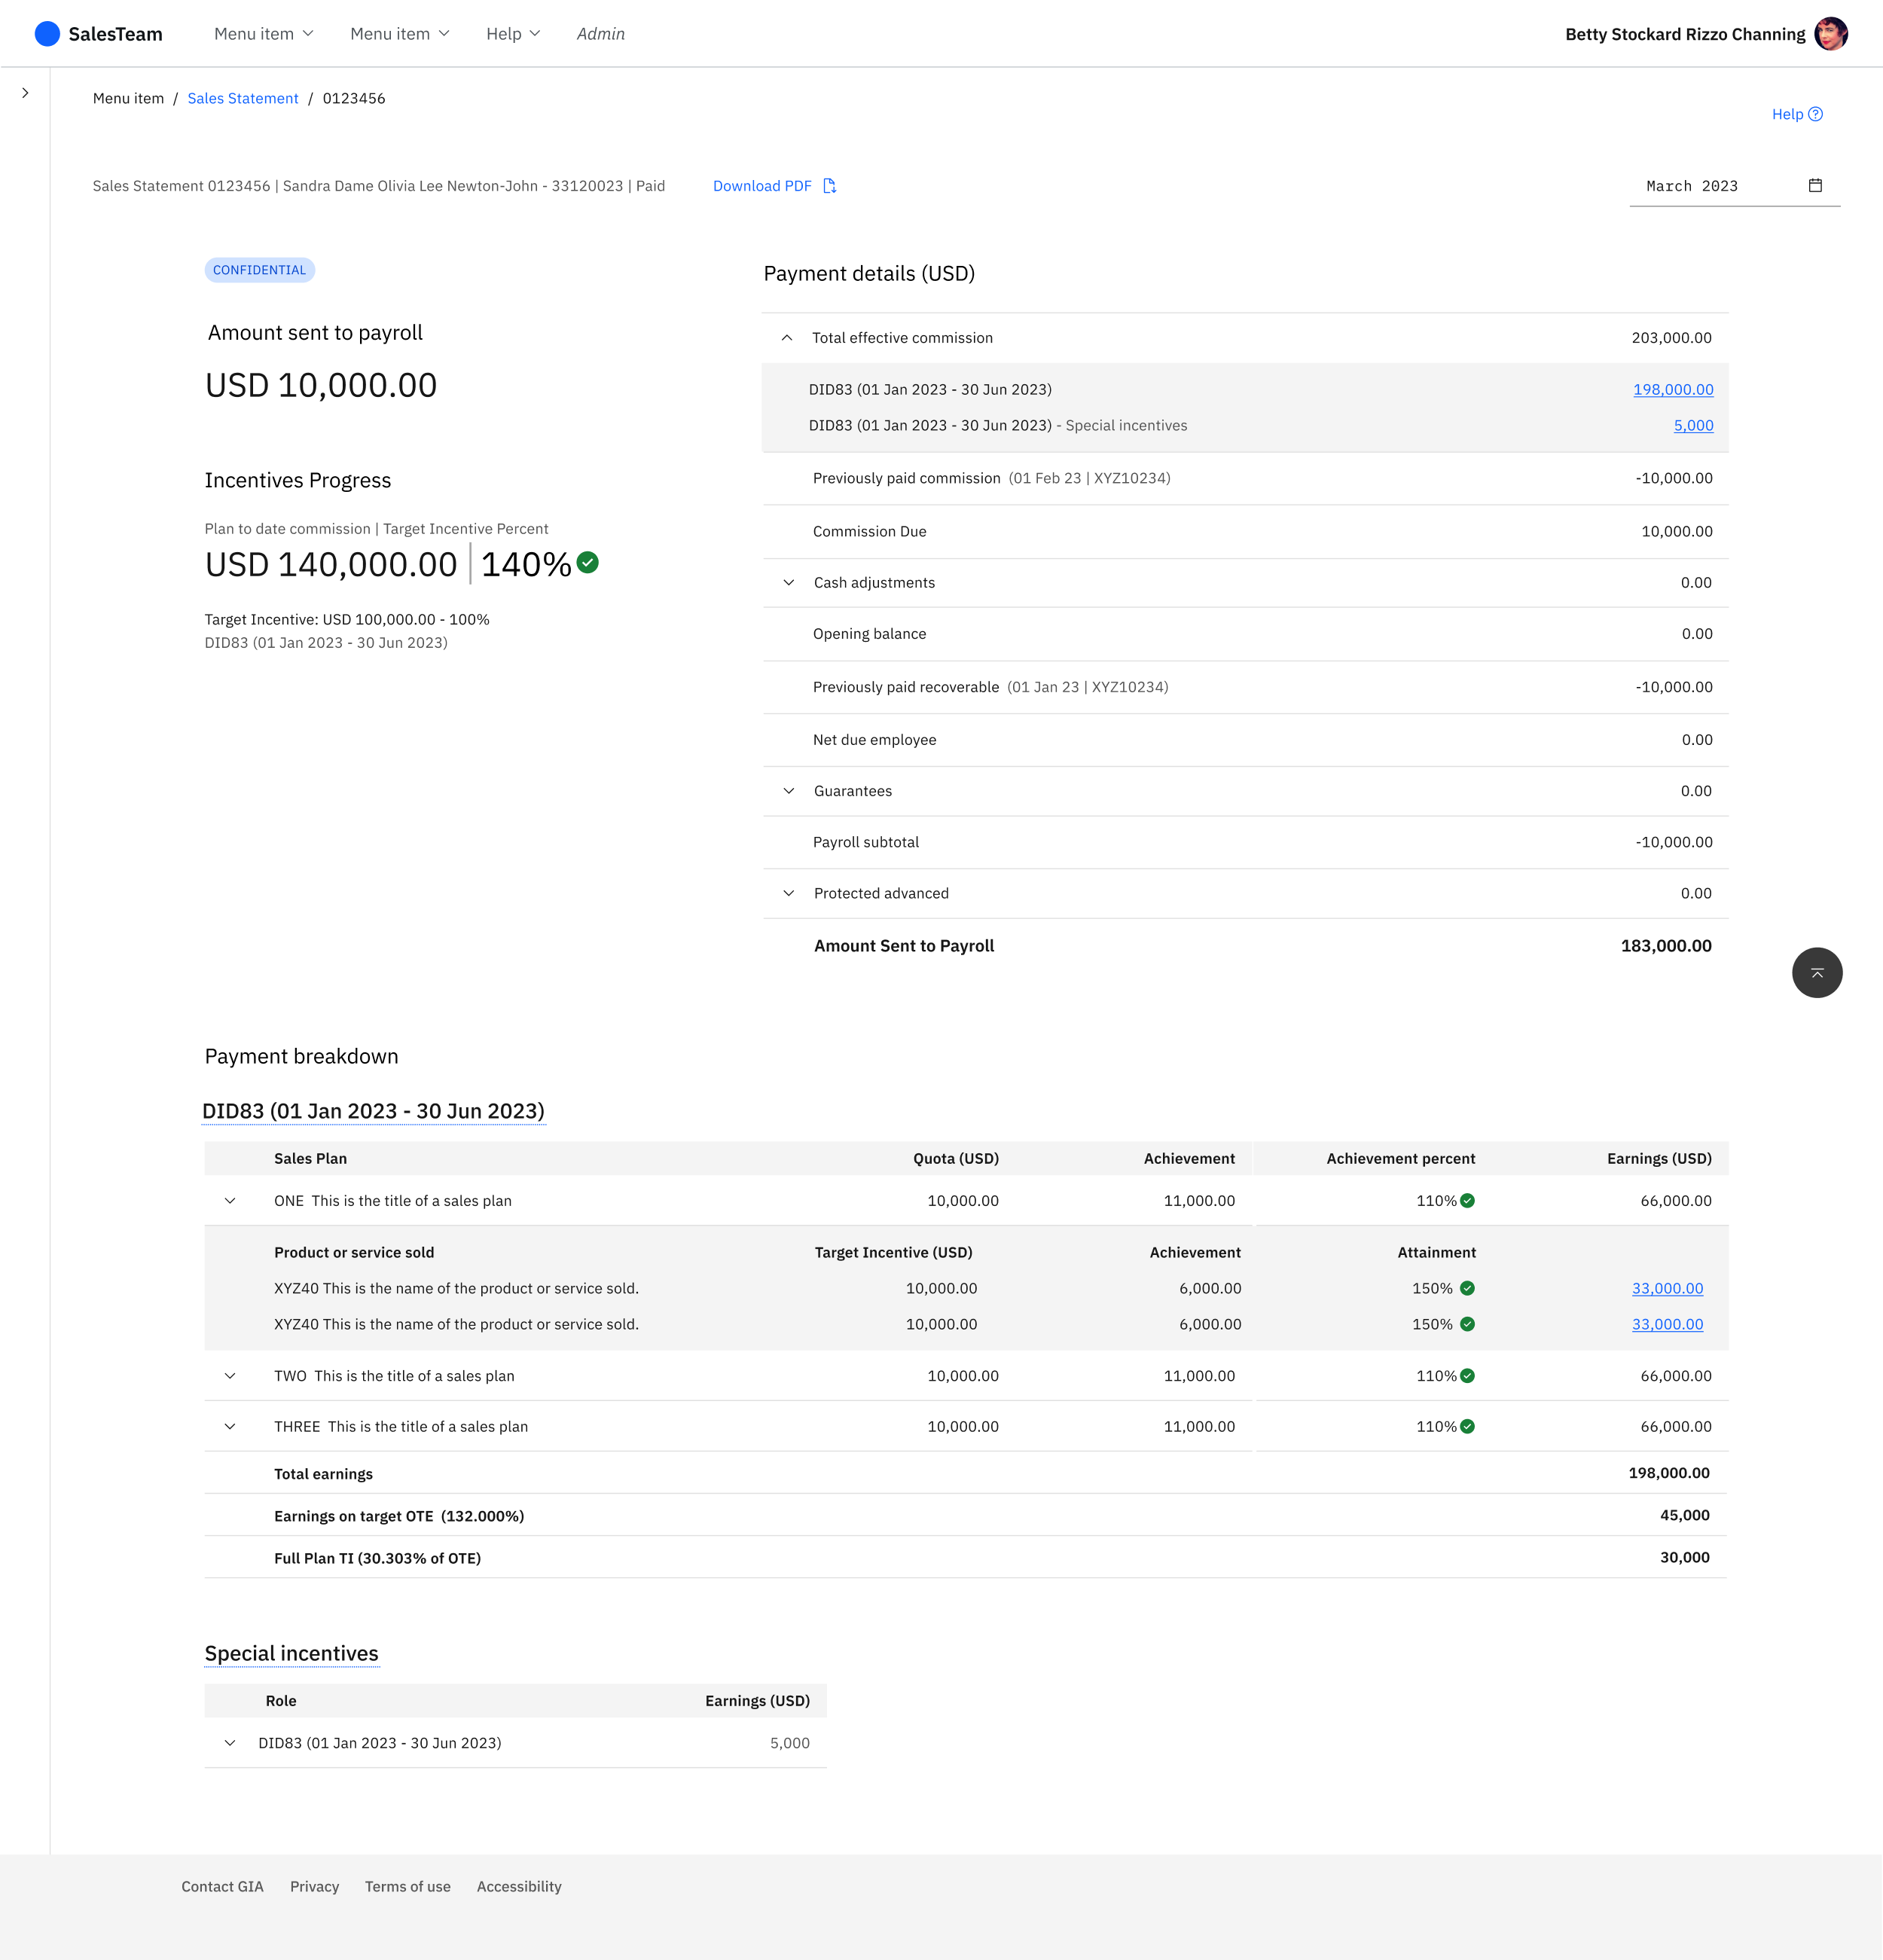 SalesTeam Menu item Menu item Help Admin Betty Stockard Rizzo Channing
Menu item / Sales Statement / 0123456
Help
Sales Statement 0123456 | Sandra Dame Olivia Lee Newton-John - 33120023 | Paid Download PDF March 2023
CONFIDENTIAL
Amount sent to payroll
USD 10,000.00
Incentives Progress
Plan to date commission | Target Incentive Percent
USD 140,000.00 140%
Target Incentive: USD 100,000.00 - 100%
DID83 (01 Jan 2023 - 30 Jun 2023)
Payment details (USD)
Total effective commission 203,000.00
DID83 (01 Jan 2023 - 30 Jun 2023) 198,000.00
DID83 (01 Jan 2023 - 30 Jun 2023) - Special incentives 5,000
Previously paid commission (01 Feb 23 | XYZ10234) -10,000.00
Commission Due 10,000.00
Cash adjustments 0.00
Opening balance 0.00
Previously paid recoverable (01 Jan 23 | XYZ10234) -10,000.00
Net due employee 0.00
Guarantees 0.00
Payroll subtotal -10,000.00
Protected advanced 0.00
Amount Sent to Payroll 183,000.00
Payment breakdown
DID83 (01 Jan 2023 - 30 Jun 2023)
Sales Plan Quota (USD) Achievement Achievement percent Earnings (USD)
ONE This is the title of a sales plan 10,000.00 11,000.00 110% 66,000.00
Product or service sold Target Incentive (USD) Achievement Attainment
XYZ40 This is the name of the product or service sold. 10,000.00 6,000.00 150% 33,000.00
XYZ40 This is the name of the product or service sold. 10,000.00 6,000.00 150% 33,000.00
TWO This is the title of a sales plan 10,000.00 11,000.00 110% 66,000.00
THREE This is the title of a sales plan 10,000.00 11,000.00 110% 66,000.00
Total earnings 198,000.00
Earnings on target OTE (132.000%) 45,000
Full Plan TI (30.303% of OTE) 30,000
Special incentives
Role Earnings (USD)
DID83 (01 Jan 2023 - 30 Jun 2023) 5,000
Contact GIA Privacy Terms of use Accessibility